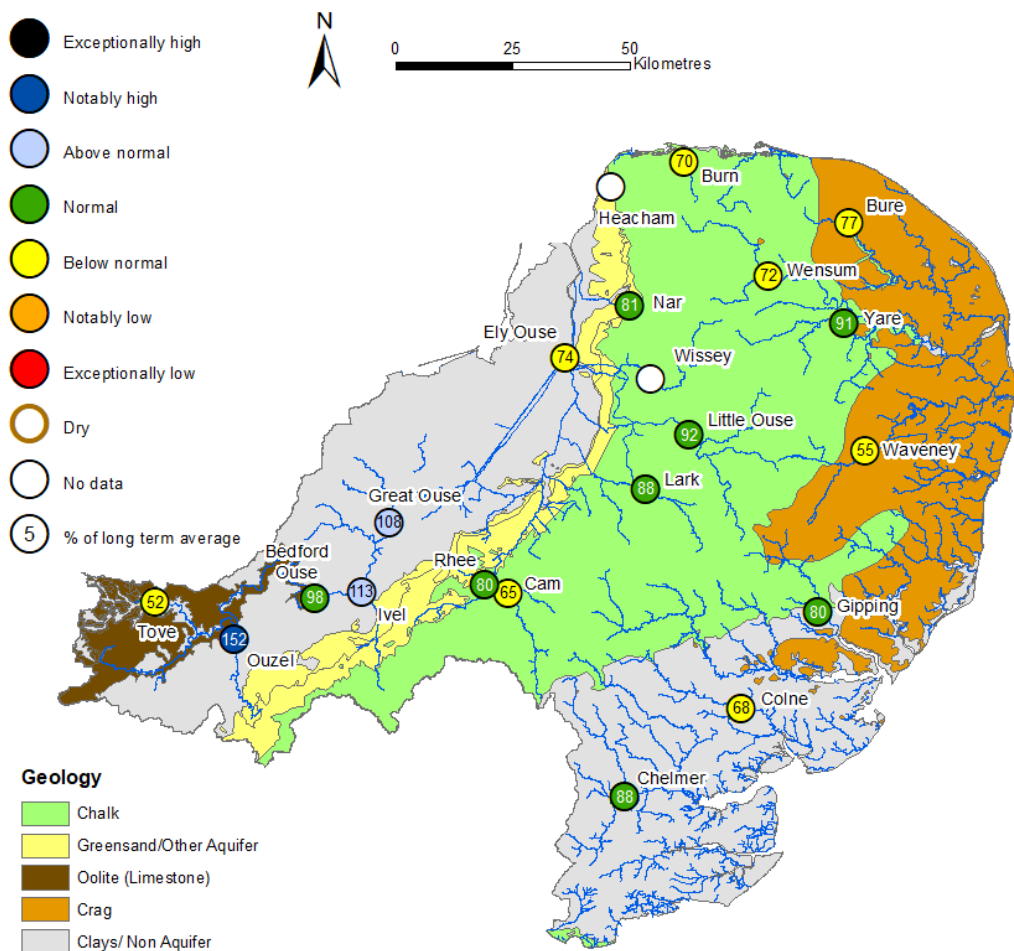 N
0 25 50
Kilometres
Exceptionally high
Notably high
Above normal
Normal
Below normal
Notably low
Exceptionally low
Dry
No data
5 % of long term average
70
Burn
Heacham
77
Bure
72
Wensum
81
Nar
91
Yare
Ely Ouse
74
Wissey
92
Little Ouse
55
Waveney
88
Lark
Great Ouse
108
Bedford
Ouse
98
113
Ivel
Rhee
80
65
Cam
52
Tove
152
Ouzel
80
Gipping
68
Colne
Chelmer
88
Geology
Chalk
Greensand/Other Aquifer
Oolite (Limestone)
Crag
Clays/ Non Aquifer